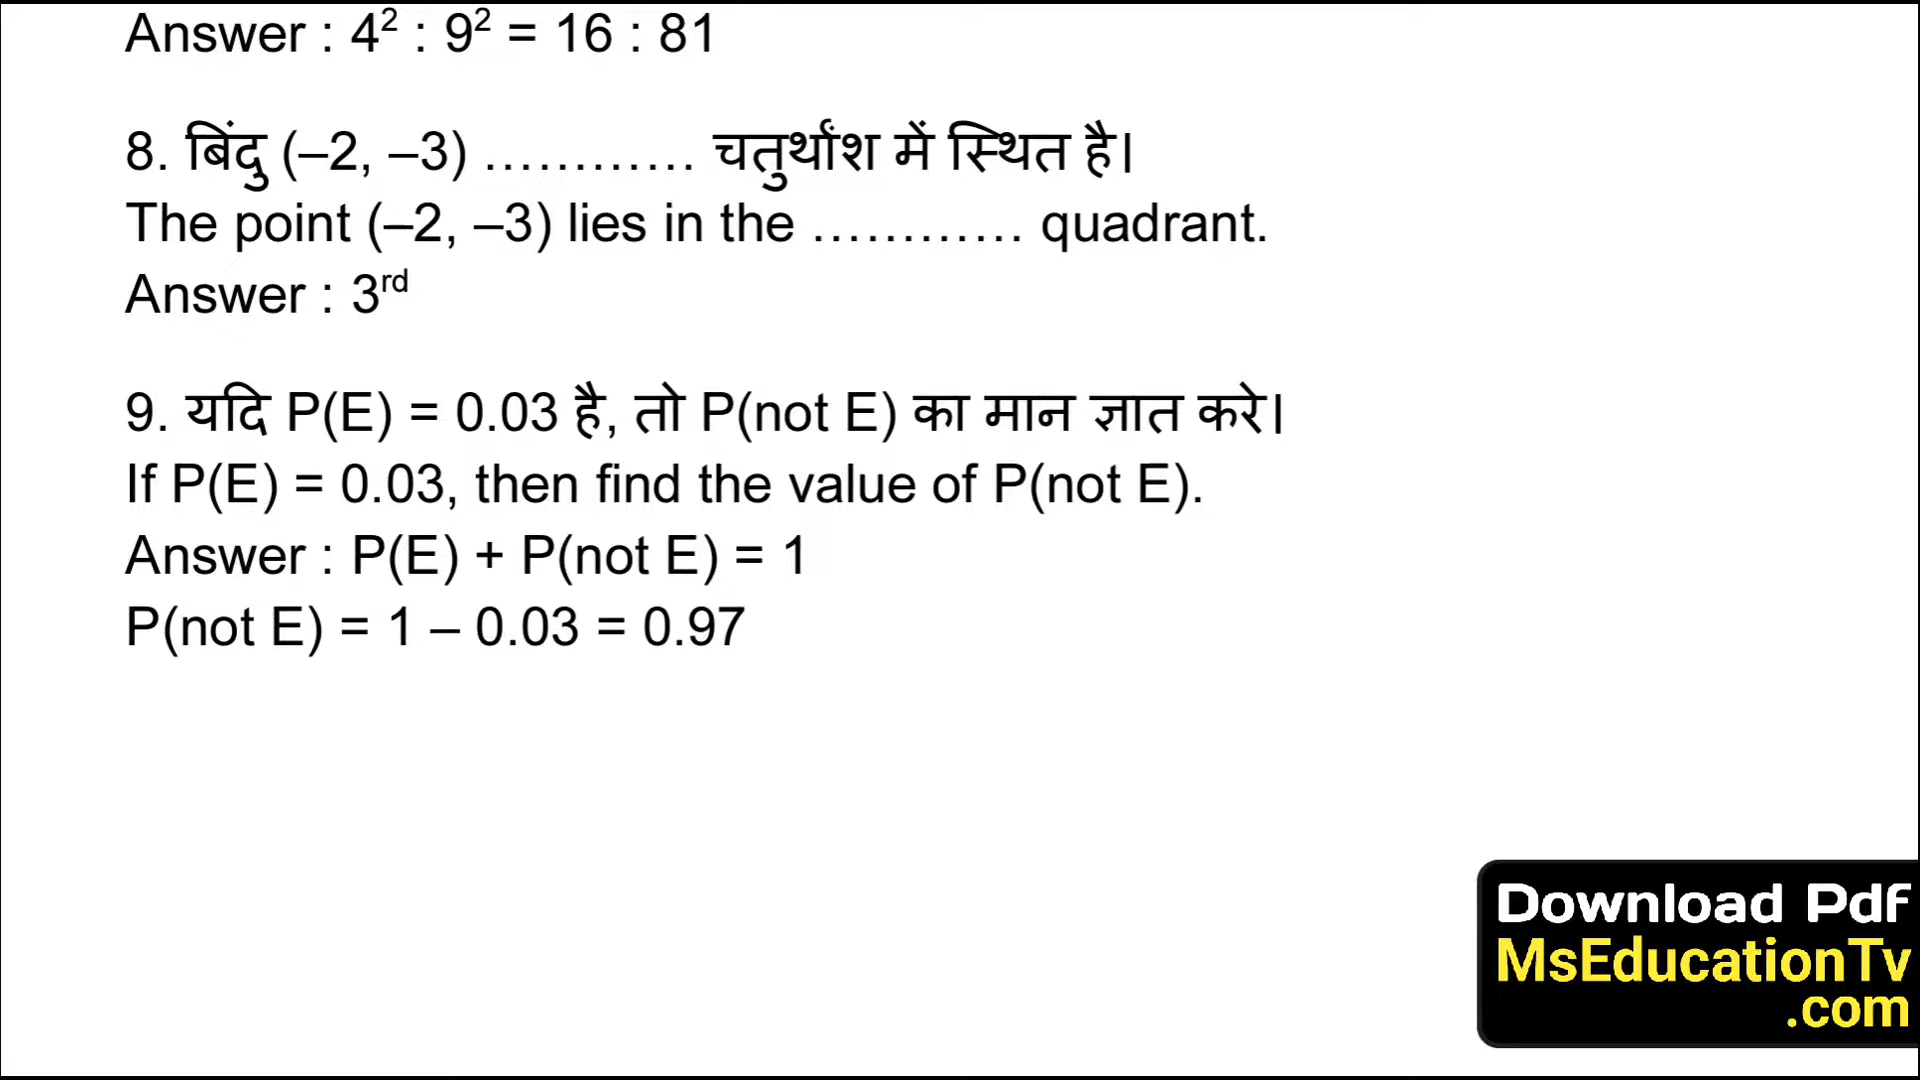 Answer : 4² : 9² = 16 : 81
8. बिंदु (–2, –3) ………… चतुर्थांश में स्थित है।
The point (–2, –3) lies in the ………… quadrant.
Answer : 3ʳᵈ
9. यदि P(E) = 0.03 है, तो P(not E) का मान ज्ञात करे।
If P(E) = 0.03, then find the value of P(not E).
Answer : P(E) + P(not E) = 1
P(not E) = 1 – 0.03 = 0.97
Download Pdf
MsEducationTv
.com